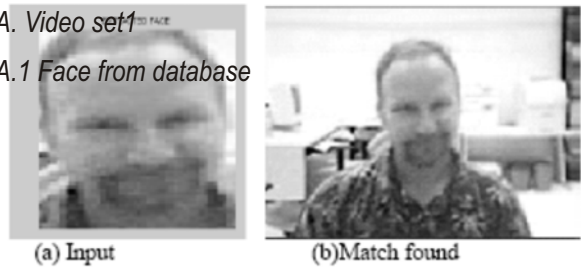 A. Video set1
A.1 Face from database
(a) Input
(b)Match found